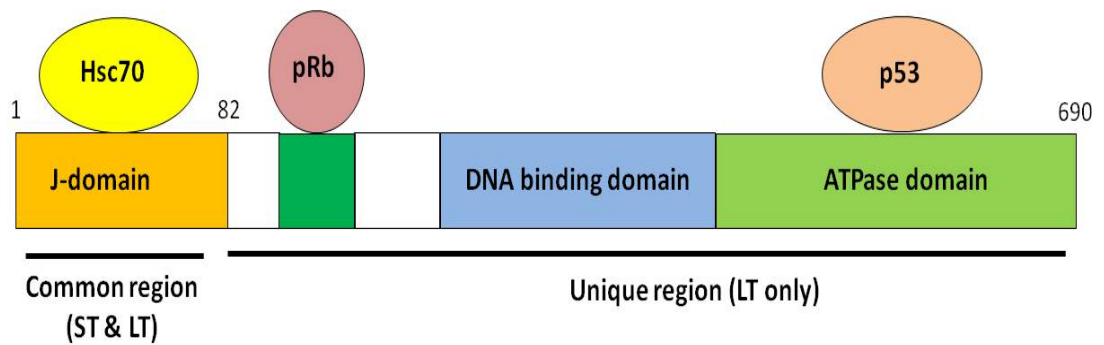 Hsc70
pRb
p53
1
82
690
J-domain
DNA binding domain
ATPase domain
Common region
(ST & LT)
Unique region (LT only)